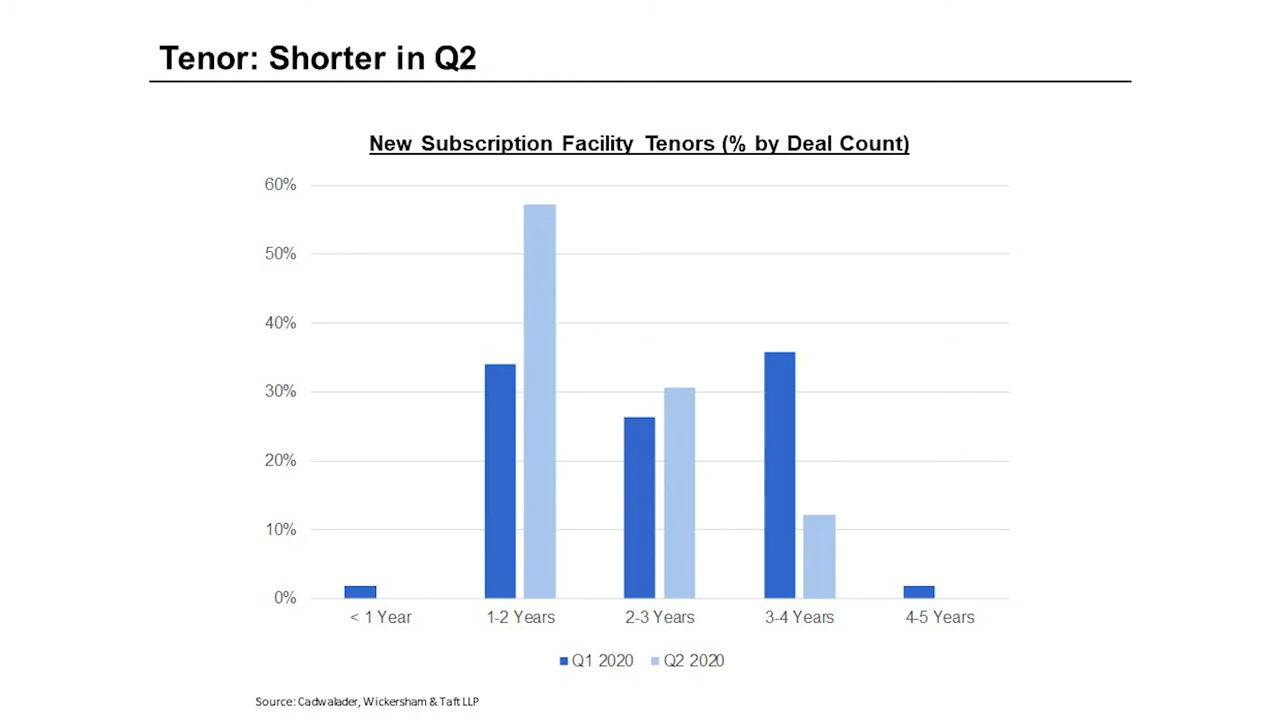 Tenor: Shorter in Q2
New Subscription Facility Tenors (% by Deal Count)
60%
50%
40%
30%
20%
10%
0%
< 1 Year 1-2 Years 2-3 Years 3-4 Years 4-5 Years
Q1 2020 Q2 2020
Source: Cadwalader, Wickersham & Taft LLP